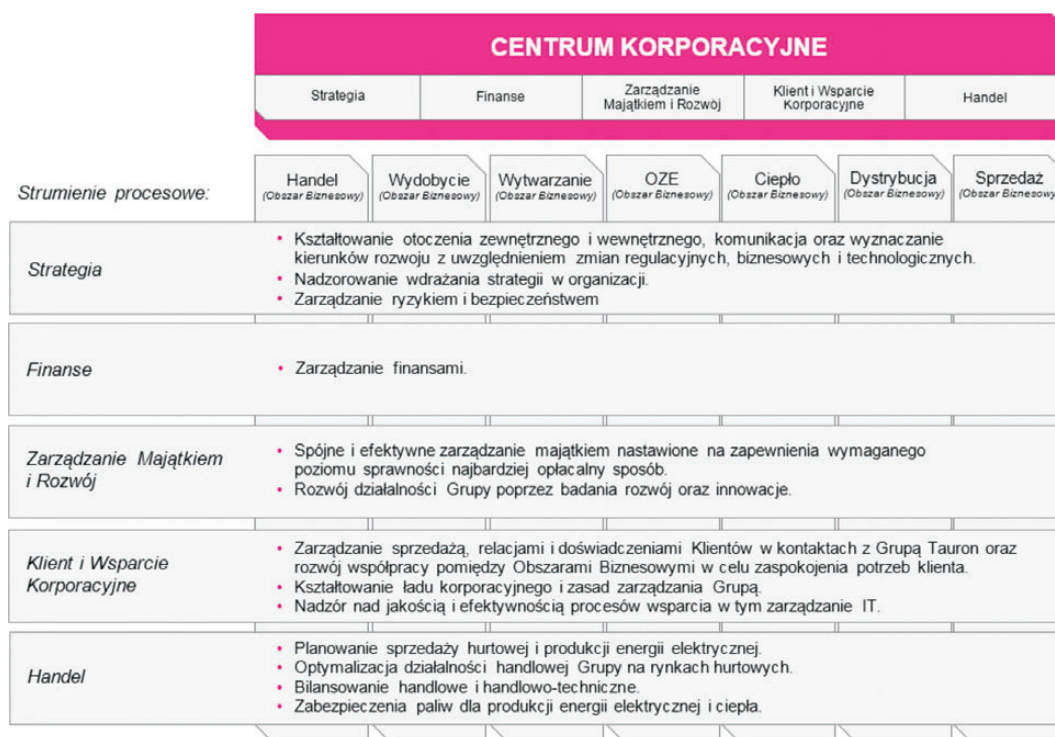 CENTRUM KORPORACYJNE
Strategia
Finanse
Zarządzanie
Majątkiem i Rozwój
Klient i Wsparcie
Korporacyjne
Handel
Strumienie procesowe:
Handel
(Obszar Biznesowy)
Wydobycie
(Obszar Biznesowy)
Wytwarzanie
(Obszar Biznesowy)
OZE
(Obszar Biznesowy)
Ciepło
(Obszar Biznesowy)
Dystrybucja
(Obszar Biznesowy)
Sprzedaż
(Obszar Biznesowy)
Strategia
• Kształtowanie otoczenia zewnętrznego i wewnętrznego, komunikacja oraz wyznaczanie
kierunków rozwoju z uwzględnieniem zmian regulacyjnych, biznesowych i technologicznych.
• Nadzorowanie wdrażania strategii w organizacji.
• Zarządzanie ryzykiem i bezpieczeństwem
Finanse
• Zarządzanie finansami.
Zarządzanie Majątkiem
i Rozwój
• Spójne i efektywne zarządzanie majątkiem nastawione na zapewnienia wymaganego
poziomu sprawności najbardziej opłacalny sposób.
• Rozwój działalności Grupy poprzez badania rozwój oraz innowacje.
Klient i Wsparcie
Korporacyjne
• Zarządzanie sprzedażą, relacjami i doświadczeniami Klientów w kontaktach z Grupą Tauron oraz
rozwój współpracy pomiędzy Obszarami Biznesowymi w celu zaspokojenia potrzeb klienta.
• Kształtowanie ładu korporacyjnego i zasad zarządzania Grupą.
• Nadzór nad jakością i efektywnością procesów wsparcia w tym zarządzanie IT.
Handel
• Planowanie sprzedaży hurtowej i produkcji energii elektrycznej.
• Optymalizacja działalności handlowej Grupy na rynkach hurtowych.
• Bilansowanie handlowe i handlowo-techniczne.
• Zabezpieczenia paliw dla produkcji energii elektrycznej i ciepła.